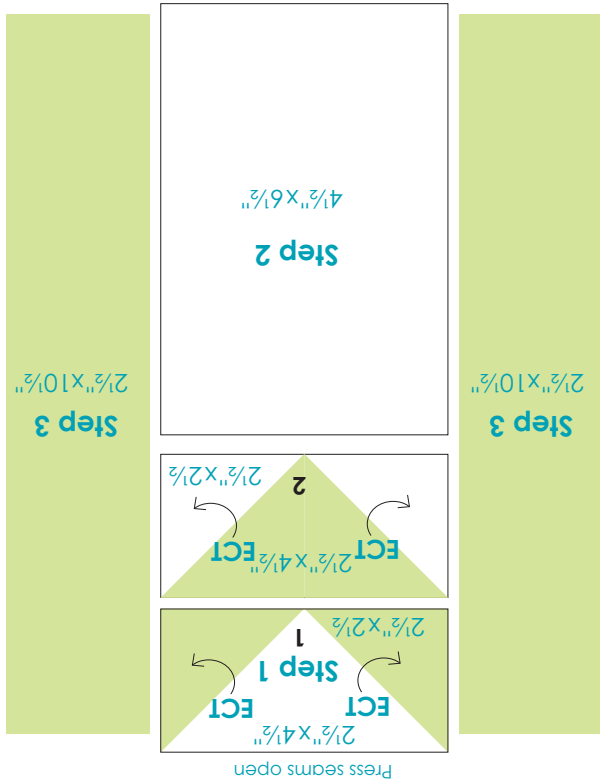 Press seams open
2½"x4½"
ECT
ECT
Step 1
1
2½"x2½
2½"x4½"
ECT
ECT
2
2½"x2½
Step 3
2½"x10½"
Step 3
2½"x10½"
Step 2
4½"x6½"